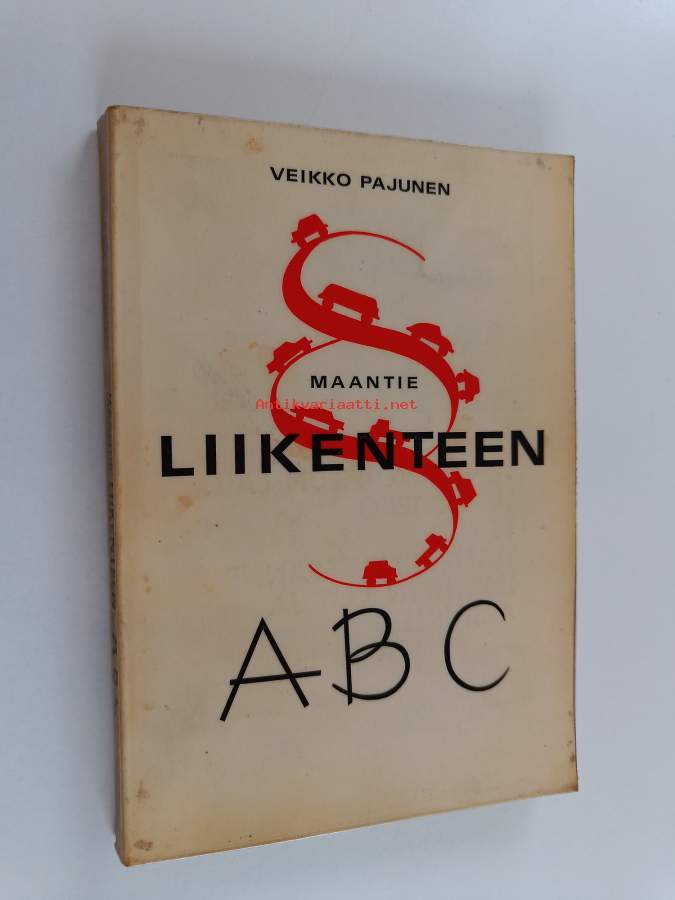 VEIKKO PAJUNEN
MAANTIE
Antikvariaatti.net
LIIKENTEEN
ABC